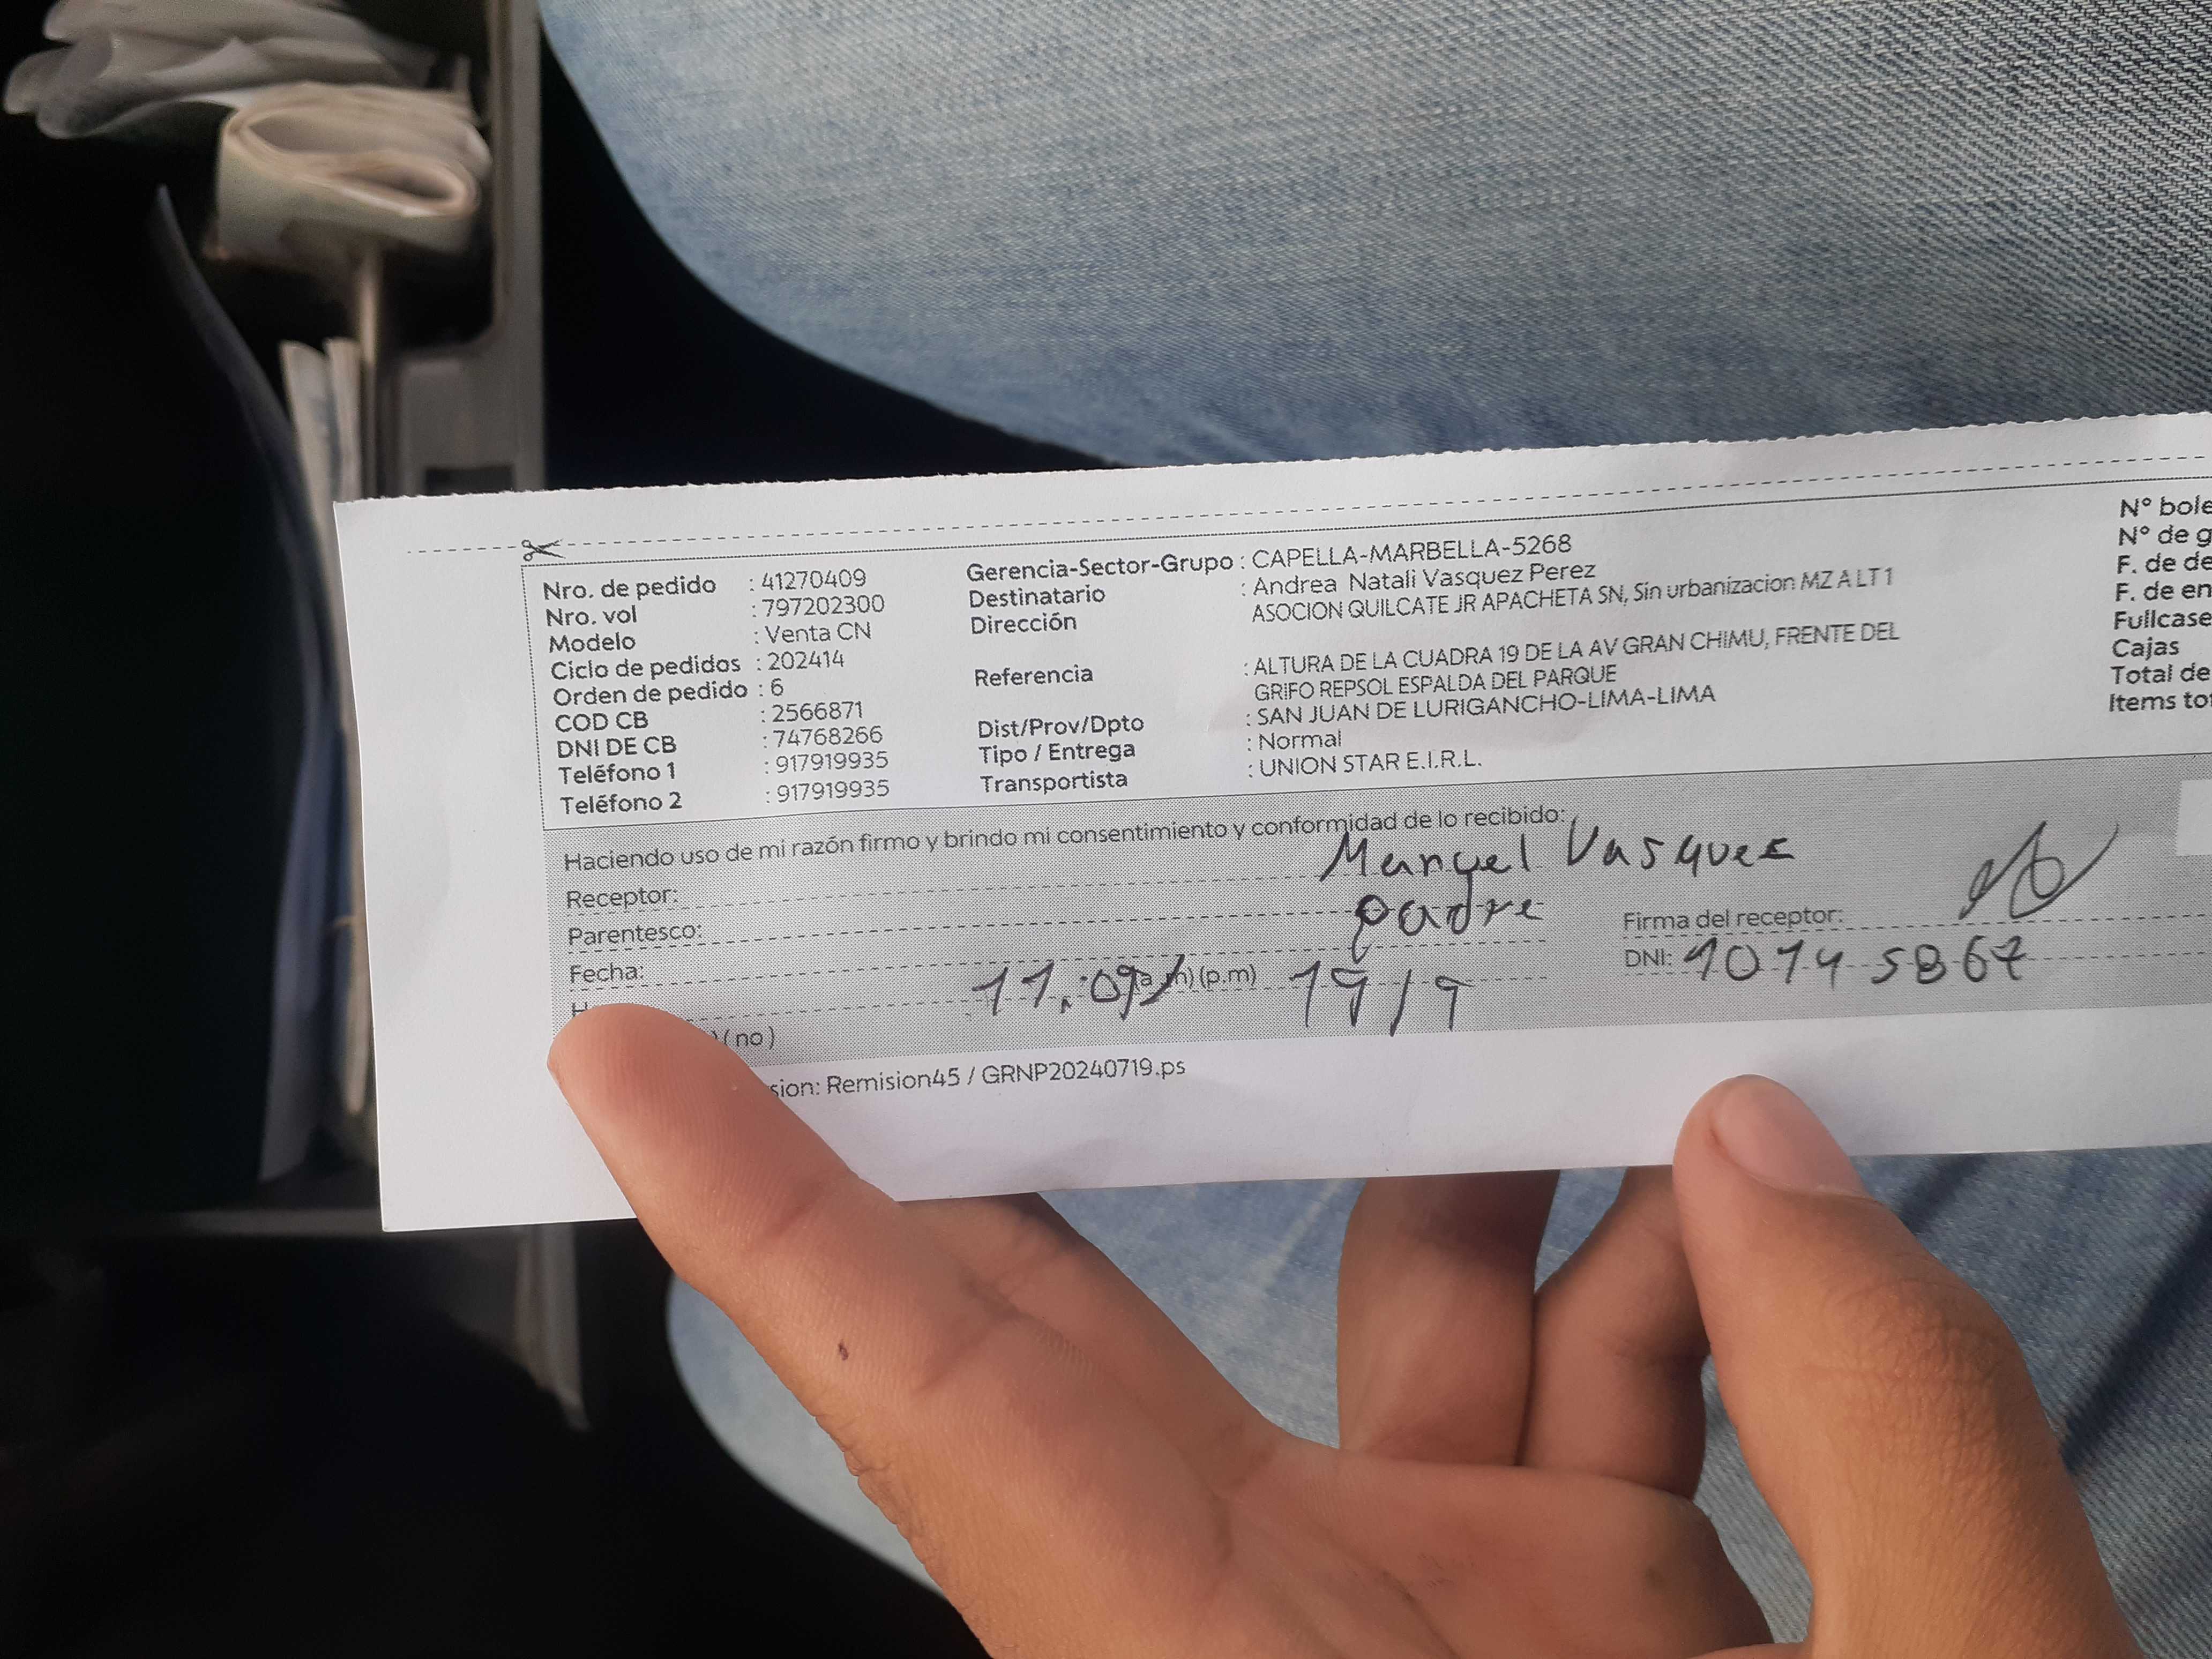 Nro. de pedido : 41270409
Nro. vol : 797202300
Modelo : Venta CN
Ciclo de pedidos : 202414
Orden de pedido : 6
COD CB : 2566871
DNI DE CB : 74768266
Teléfono 1 : 917919935
Teléfono 2 : 917919935
Gerencia-Sector-Grupo : CAPELLA-MARBELLA-5268
Destinatario : Andrea Natali Vasquez Perez
Dirección ASOCION QUILCATE JR APACHETA SN, Sin urbanizacion MZ A LT 1
Referencia : ALTURA DE LA CUADRA 19 DE LA AV GRAN CHIMU, FRENTE DEL
GRIFO REPSOL ESPALDA DEL PARQUE
Dist/Prov/Dpto : SAN JUAN DE LURIGANCHO-LIMA-LIMA
Tipo / Entrega : Normal
Transportista : UNION STAR E.I.R.L.
N° bole
N° de g
F. de de
F. de en
Fullcase
Cajas
Total de
Items to
Haciendo uso de mi razón firmo y brindo mi consentimiento y conformidad de lo recibido:
Receptor: Manuel Vasquez
Parentesco: padre
Fecha: 19/9
11:09 (p.m)
(no)
Firma del receptor:
DNI: 10145867
sion: Remision45 / GRNP20240719.ps